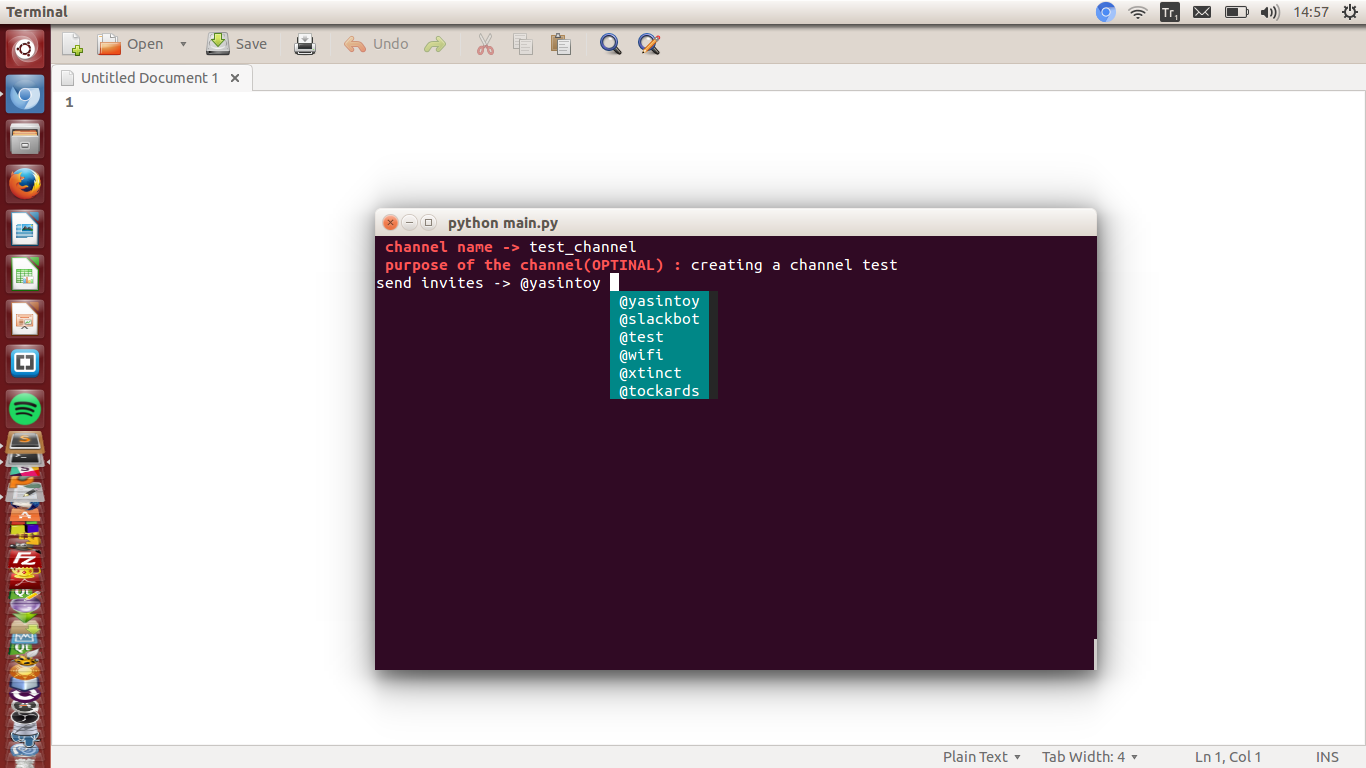 Terminal
Tr1
14:57
Open
Save
Undo
Untitled Document 1
1
python main.py
channel name -> test_channel
purpose of the channel(OPTINAL) : creating a channel test
send invites -> @yasintoy
@yasintoy
@slackbot
@test
@wifi
@xtinct
@tockards
Plain Text
Tab Width: 4
Ln 1, Col 1
INS